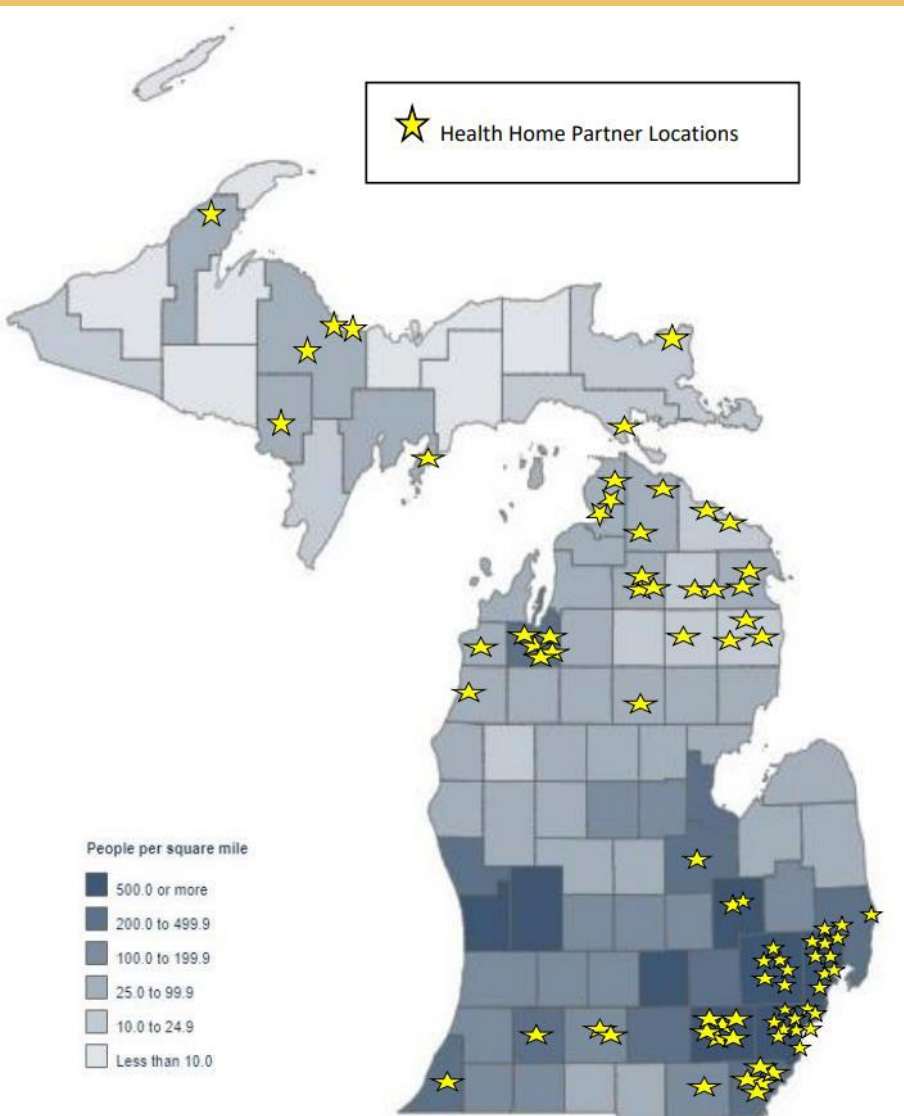 Health Home Partner Locations
People per square mile
500.0 or more
200.0 to 499.9
100.0 to 199.9
25.0 to 99.9
10.0 to 24.9
Less than 10.0